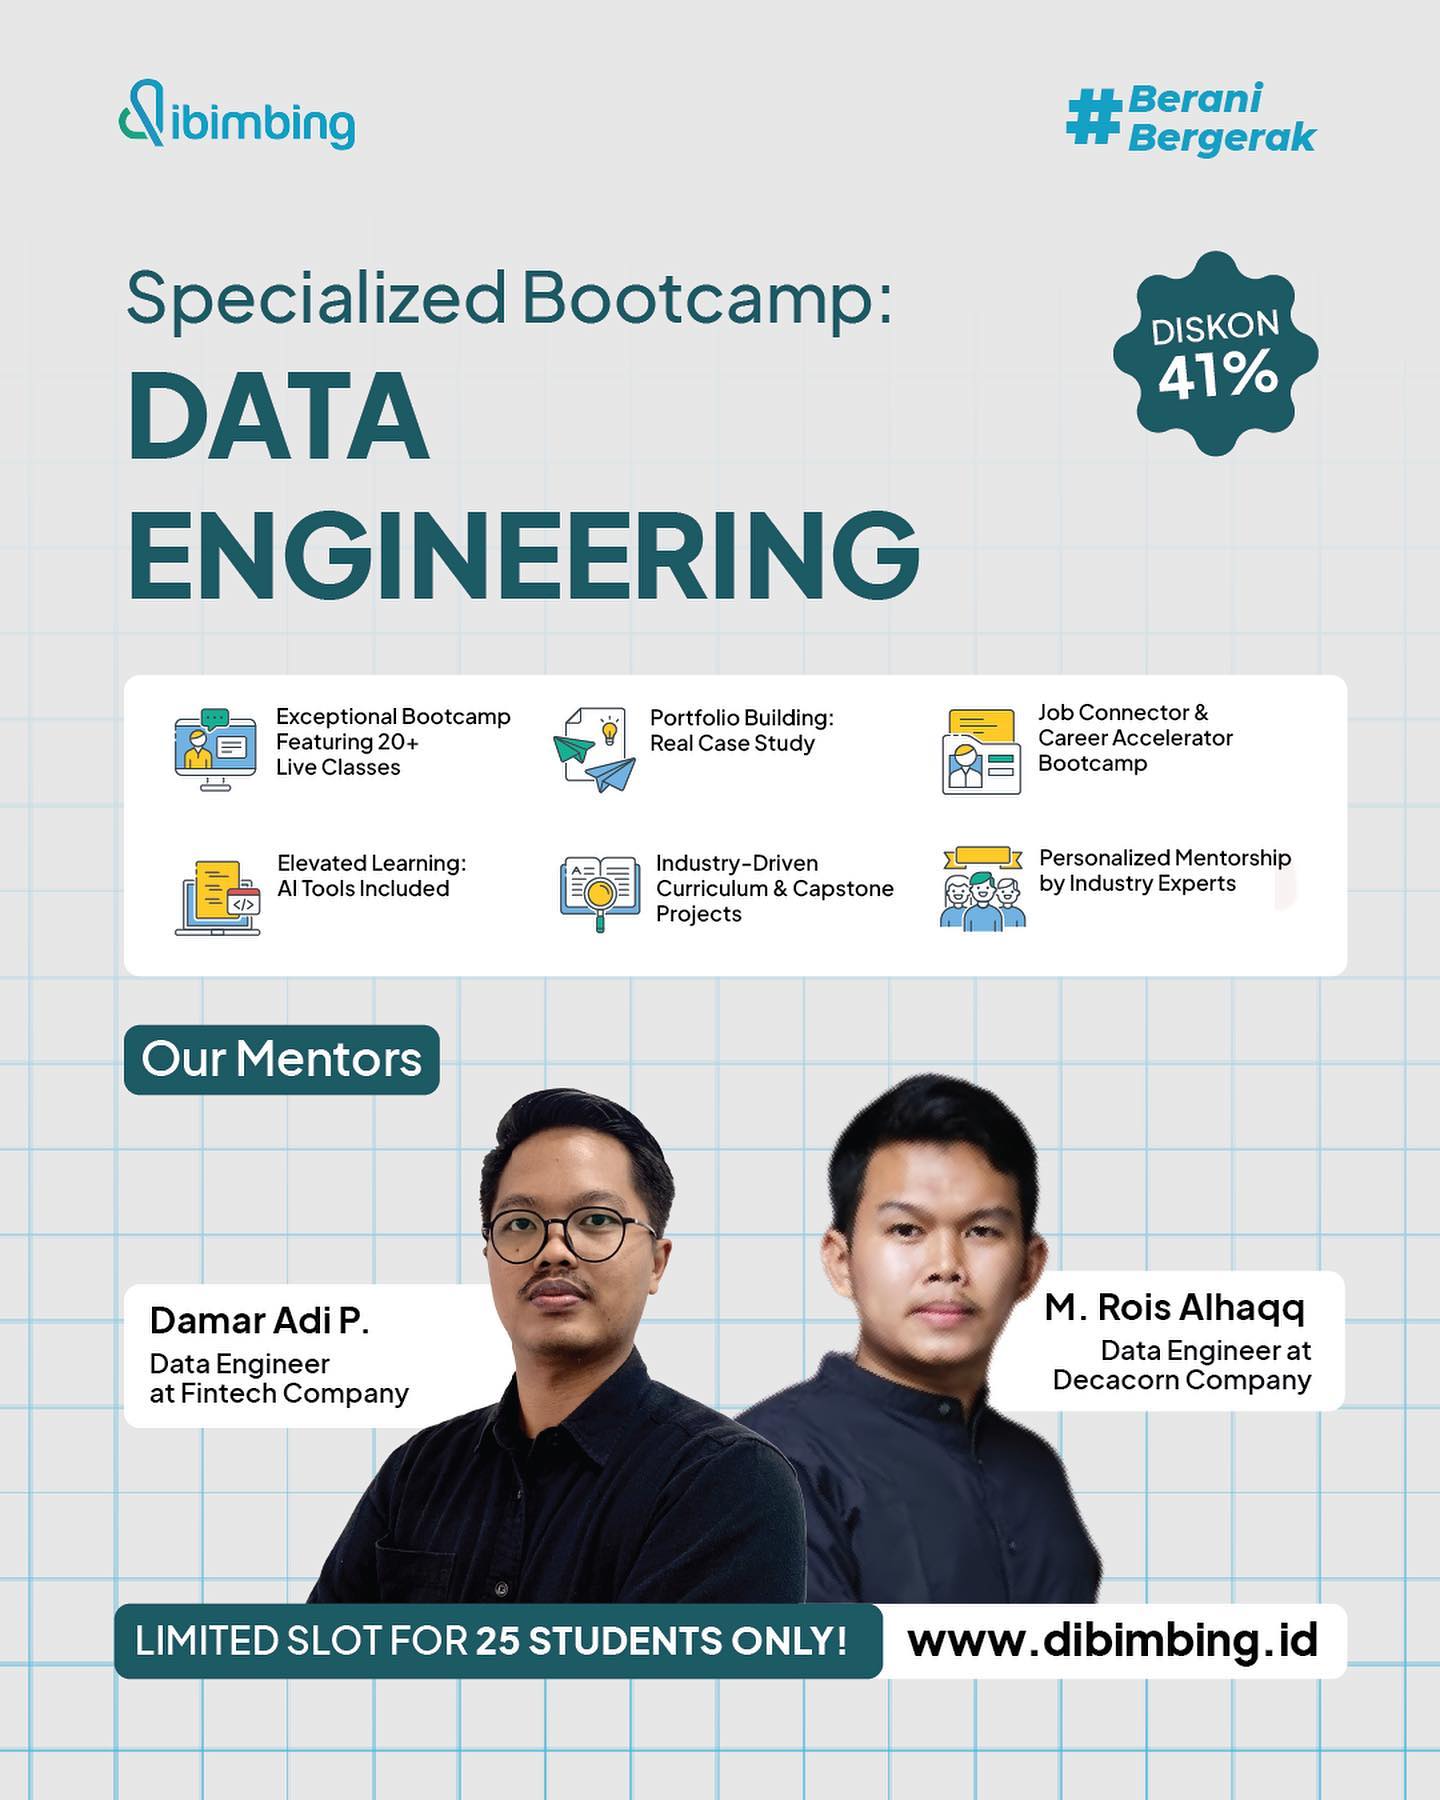 dibimbing
#Berani
Bergerak
Specialized Bootcamp:
DISKON
41%
DATA
ENGINEERING
Exceptional Bootcamp
Featuring 20+
Live Classes
Portfolio Building:
Real Case Study
Job Connector &
Career Accelerator
Bootcamp
Elevated Learning:
AI Tools Included
Industry-Driven
Curriculum & Capstone
Projects
Personalized Mentorship
by Industry Experts
Our Mentors
Damar Adi P.
Data Engineer
at Fintech Company
M. Rois Alhaqq
Data Engineer at
Decacorn Company
LIMITED SLOT FOR 25 STUDENTS ONLY!
www.dibimbing.id